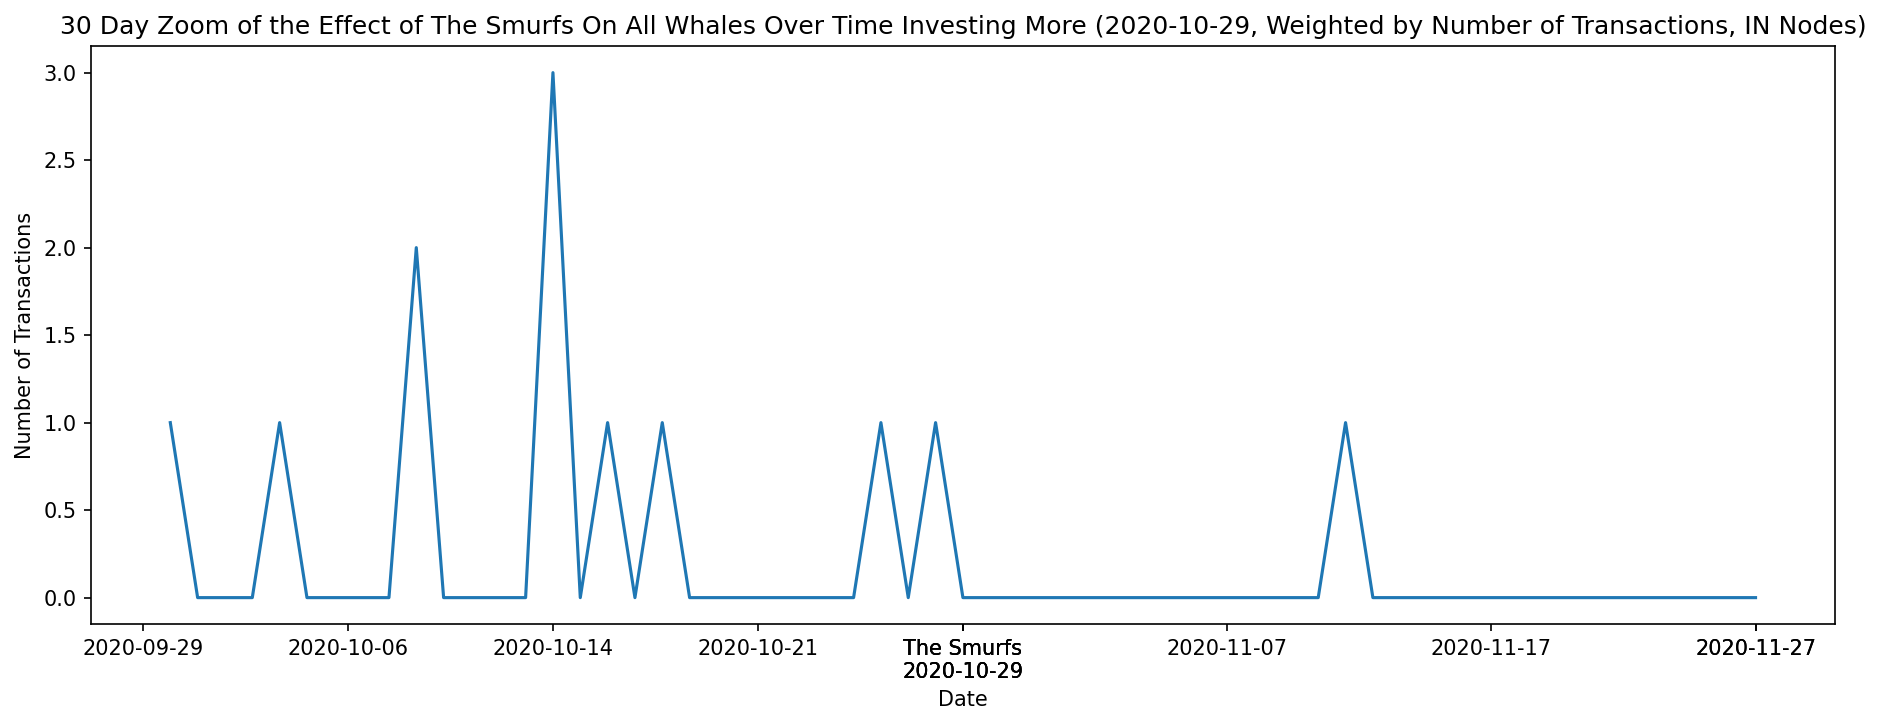 30 Day Zoom of the Effect of The Smurfs On All Whales Over Time Investing More (2020-10-29, Weighted by Number of Transactions, IN Nodes)
3.0
2.5
2.0
1.5
1.0
0.5
0.0
Number of Transactions
2020-09-29 2020-10-06 2020-10-14 2020-10-21 The Smurfs 2020-11-07 2020-11-17 2020-11-27
2020-10-29
Date